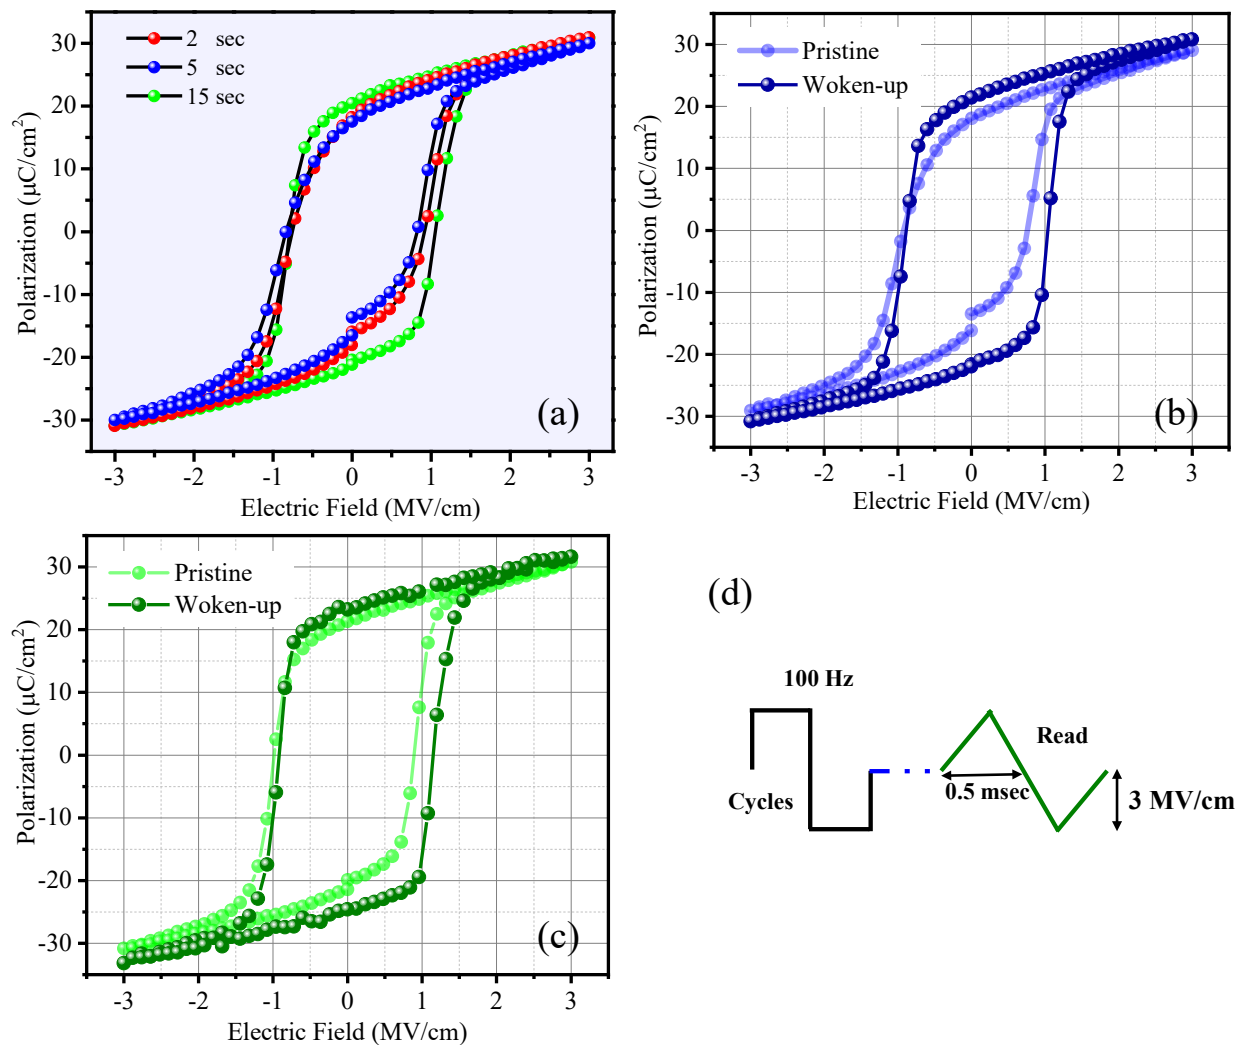 30
20
10
0
-10
-20
-30
Polarization (μC/cm²)
2 sec
5 sec
15 sec
(a)
-3 -2 -1 0 1 2 3
Electric Field (MV/cm)
30
20
10
0
-10
-20
-30
Polarization (μC/cm²)
Pristine
Woken-up
(b)
-3 -2 -1 0 1 2 3
Electric Field (MV/cm)
30
20
10
0
-10
-20
-30
Polarization (μC/cm²)
Pristine
Woken-up
(c)
-3 -2 -1 0 1 2 3
Electric Field (MV/cm)
(d)
100 Hz
Read
Cycles
0.5 msec
3 MV/cm